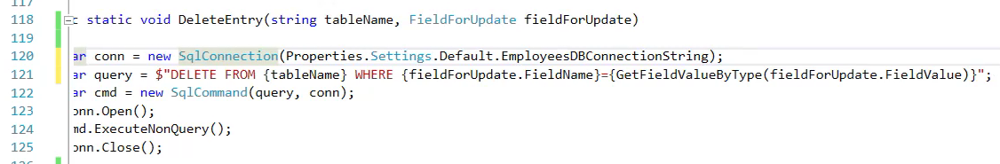 117
118 c static void DeleteEntry(string tableName, FieldForUpdate fieldForUpdate)
119
120 ar conn = new SqlConnection(Properties.Settings.Default.EmployeesDBConnectionString);
121 ar query = $"DELETE FROM {tableName} WHERE {fieldForUpdate.FieldName}={GetFieldValueByType(fieldForUpdate.FieldValue)}";
122 ar cmd = new SqlCommand(query, conn);
123 onn.Open();
124 md.ExecuteNonQuery();
125 onn.Close();
126